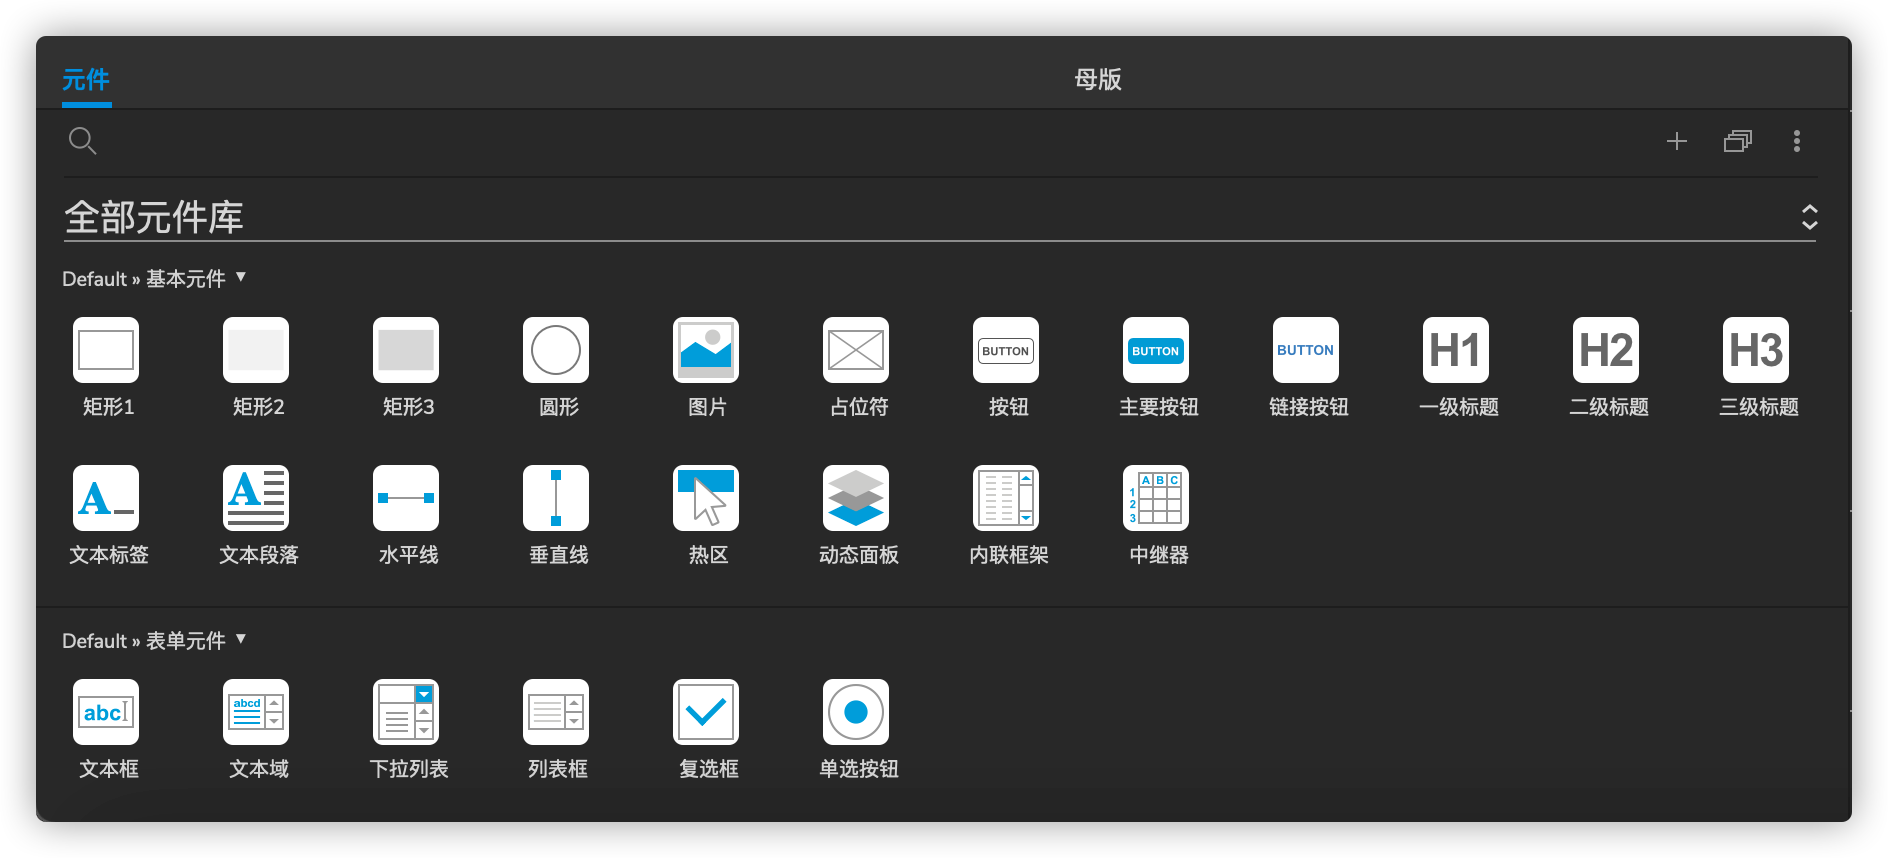 元件 母版
全部元件库
Default » 基本元件 ▼
BUTTON BUTTON BUTTON H1 H2 H3
矩形1 矩形2 矩形3 圆形 图片 占位符 按钮 主要按钮 链接按钮 一级标题 二级标题 三级标题
A A A B C
1
2
3
文本标签 文本段落 水平线 垂直线 热区 动态面板 内联框架 中继器
Default » 表单元件 ▼
abc abcd
文本框 文本域 下拉列表 列表框 复选框 单选按钮